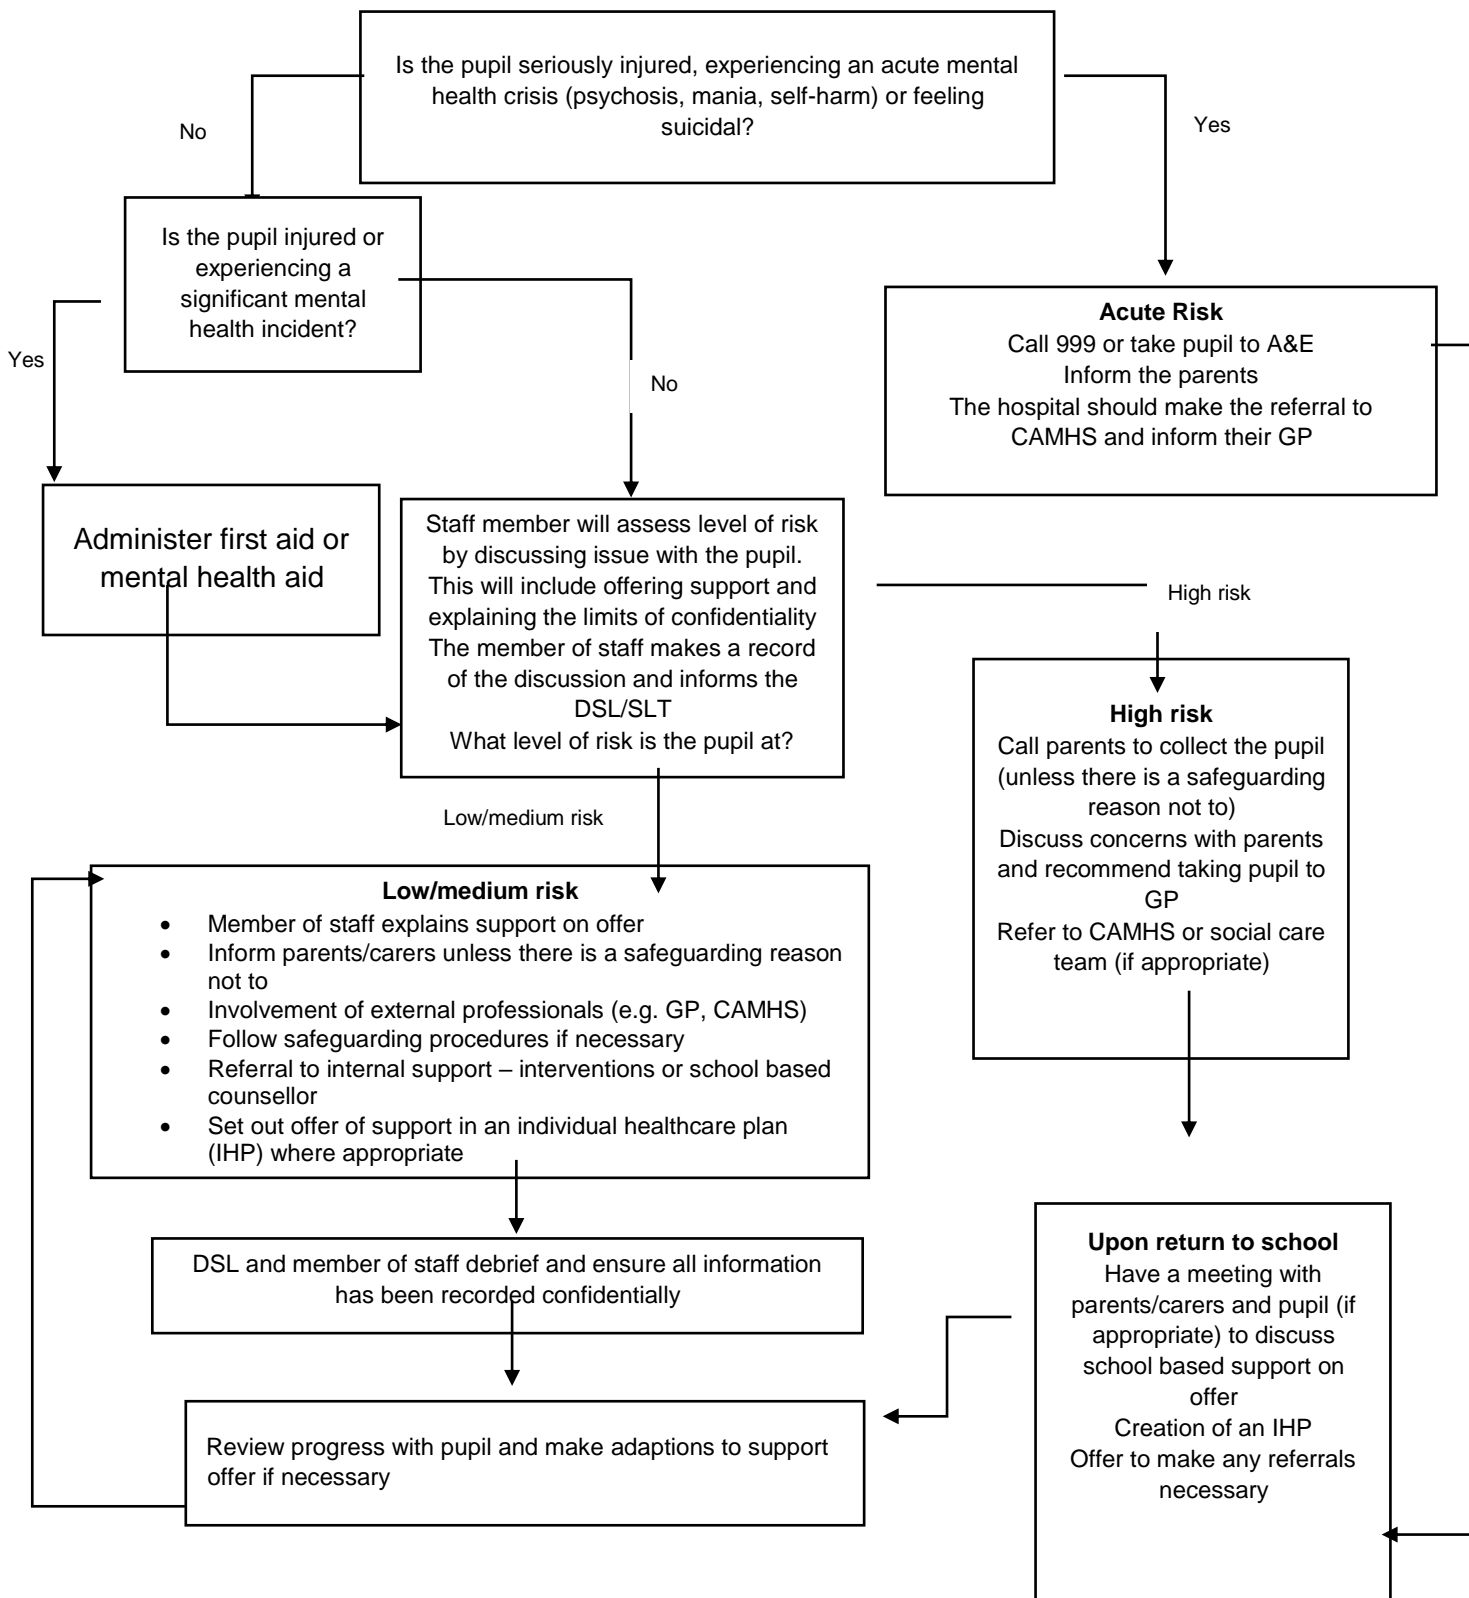 Is the pupil seriously injured, experiencing an acute mental
health crisis (psychosis, mania, self-harm) or feeling
suicidal?
No
Yes
Is the pupil injured or
experiencing a
significant mental
health incident?
Yes
No
Acute Risk
Call 999 or take pupil to A&E
Inform the parents
The hospital should make the referral to
CAMHS and inform their GP
Administer first aid or
mental health aid
Staff member will assess level of risk
by discussing issue with the pupil.
This will include offering support and
explaining the limits of confidentiality
The member of staff makes a record
of the discussion and informs the
DSL/SLT
What level of risk is the pupil at?
High risk
High risk
Call parents to collect the pupil
(unless there is a safeguarding
reason not to)
Discuss concerns with parents
and recommend taking pupil to
GP
Refer to CAMHS or social care
team (if appropriate)
Low/medium risk
Low/medium risk
• Member of staff explains support on offer
• Inform parents/carers unless there is a safeguarding reason
not to
• Involvement of external professionals (e.g. GP, CAMHS)
• Follow safeguarding procedures if necessary
• Referral to internal support – interventions or school based
counsellor
• Set out offer of support in an individual healthcare plan
(IHP) where appropriate
DSL and member of staff debrief and ensure all information
has been recorded confidentially
Upon return to school
Have a meeting with
parents/carers and pupil (if
appropriate) to discuss
school based support on
offer
Creation of an IHP
Offer to make any referrals
necessary
Review progress with pupil and make adaptions to support
offer if necessary